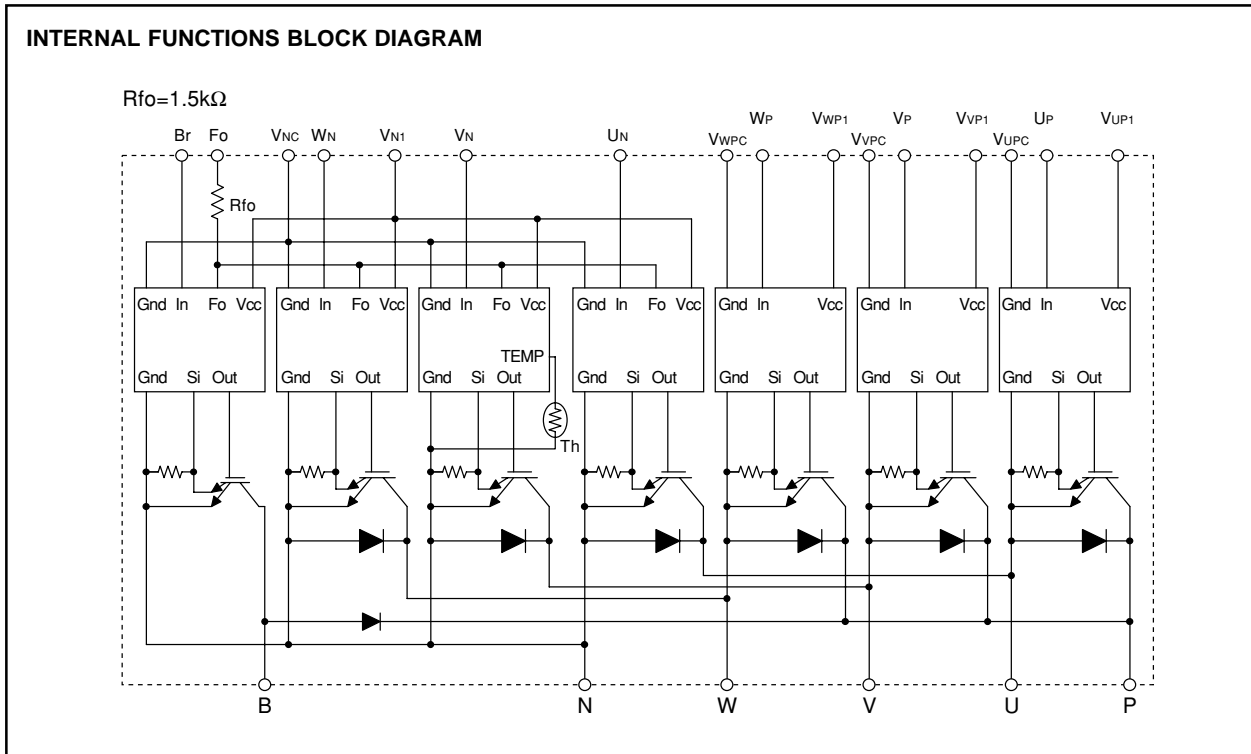 INTERNAL FUNCTIONS BLOCK DIAGRAM
Rfo=1.5kΩ
Br Fo VNC WN VN1 VN UN VWPC WP VWP1 VVPC VP VVP1 VUPC UP VUP1
Rfo
Gnd In Fo Vcc Gnd In Fo Vcc Gnd In Fo Vcc Gnd In Fo Vcc Gnd In Vcc Gnd In Vcc Gnd In Vcc
TEMP
Gnd Si Out Gnd Si Out Gnd Si Out Gnd Si Out Gnd Si Out Gnd Si Out Gnd Si Out
Th
B N W V U P